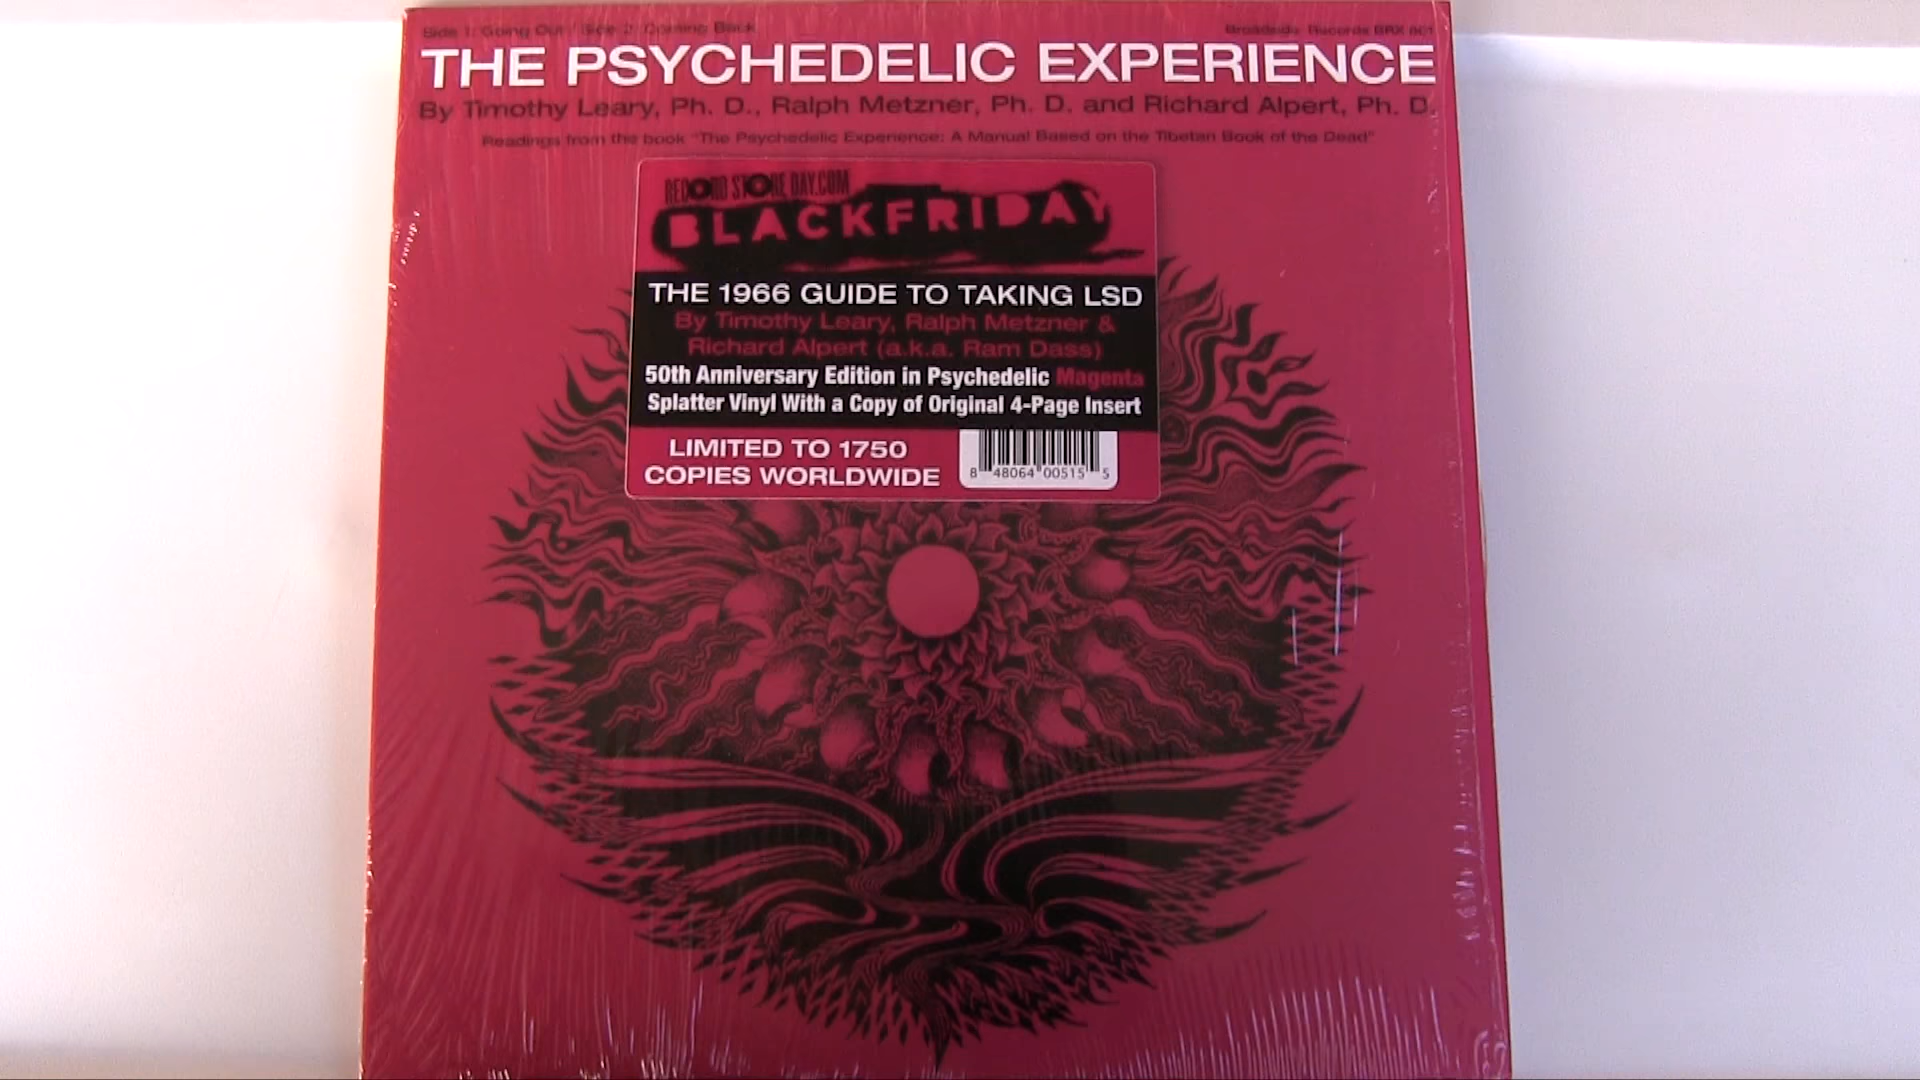 Side 1: Going Out / Side 2: Coming Back
Broadside Records BRX 601
THE PSYCHEDELIC EXPERIENCE
By Timothy Leary, Ph. D., Ralph Metzner, Ph. D. and Richard Alpert, Ph. D.
Readings from the book "The Psychedelic Experience: A Manual Based on the Tibetan Book of the Dead"
RECORD STORE DAY.COM
BLACK FRIDAY
THE 1966 GUIDE TO TAKING LSD
By Timothy Leary, Ralph Metzner &
Richard Alpert (a.k.a. Ram Dass)
50th Anniversary Edition in Psychedelic Magenta
Splatter Vinyl With a Copy of Original 4-Page Insert
LIMITED TO 1750
COPIES WORLDWIDE
8 48064 00515 5